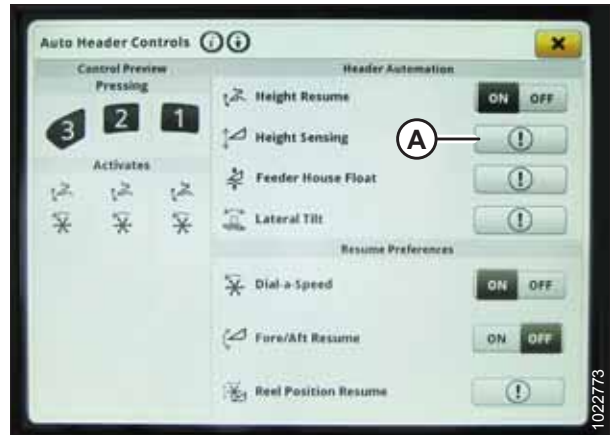 Auto Header Controls
Control Preview
Pressing
3 2 1
Activates
Header Automation
Height Resume ON OFF
Height Sensing A
Feeder House Float
Lateral Tilt
Resume Preferences
Dial-a-Speed ON OFF
Fore/Aft Resume ON OFF
Reel Position Resume
1022773